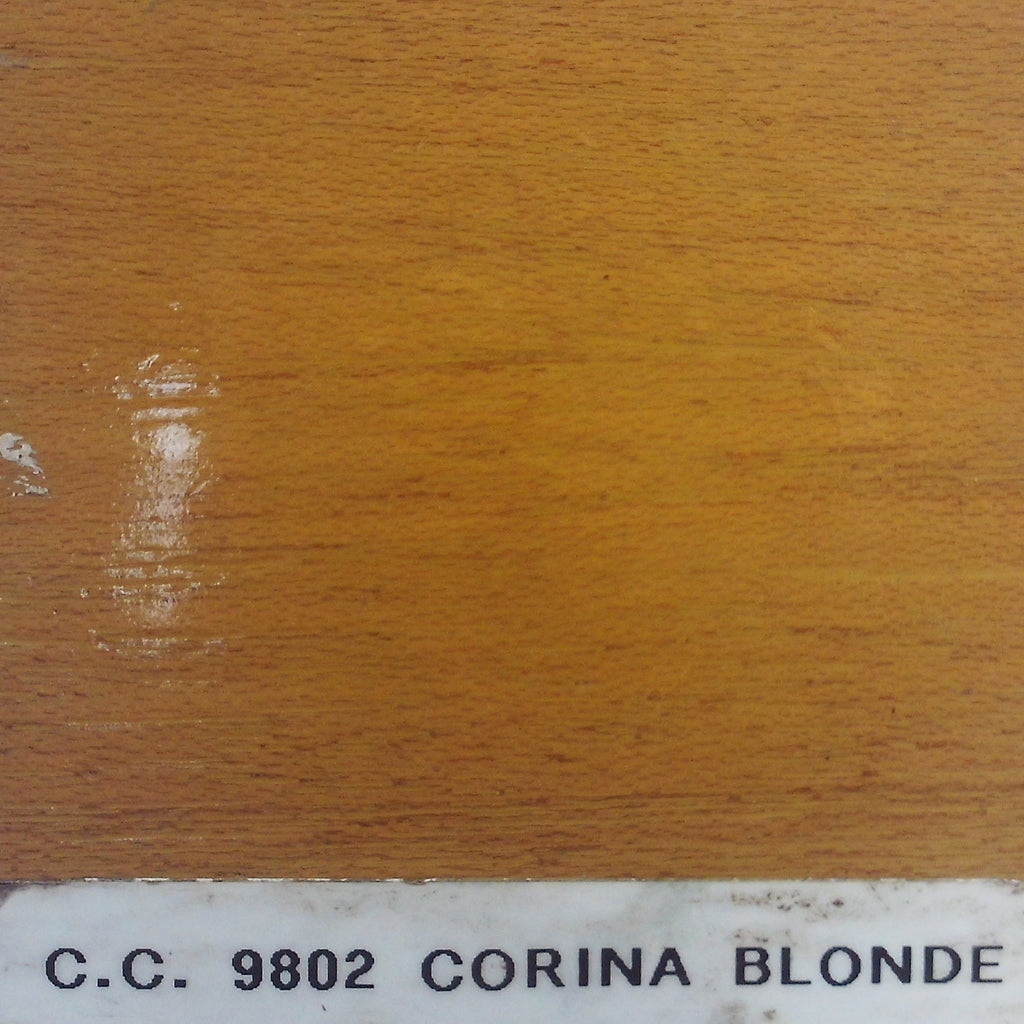 C.C. 9802 CORINA BLONDE